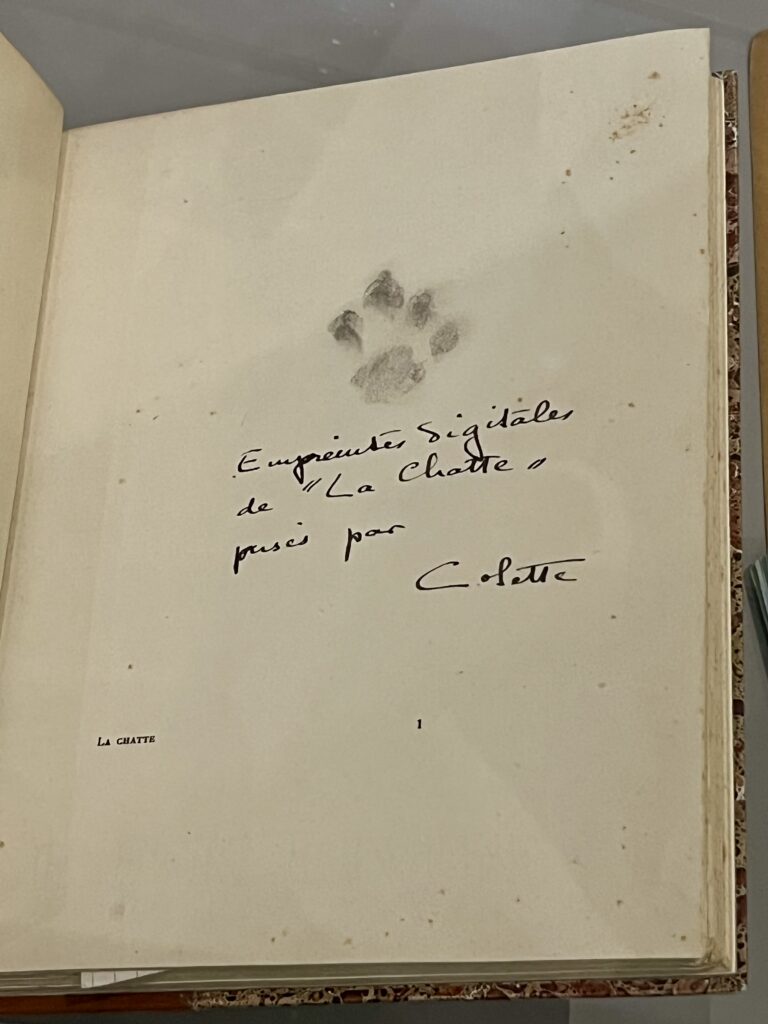 Empreintes digitales
de "La Chatte"
prises par
Colette
LA CHATTE
1